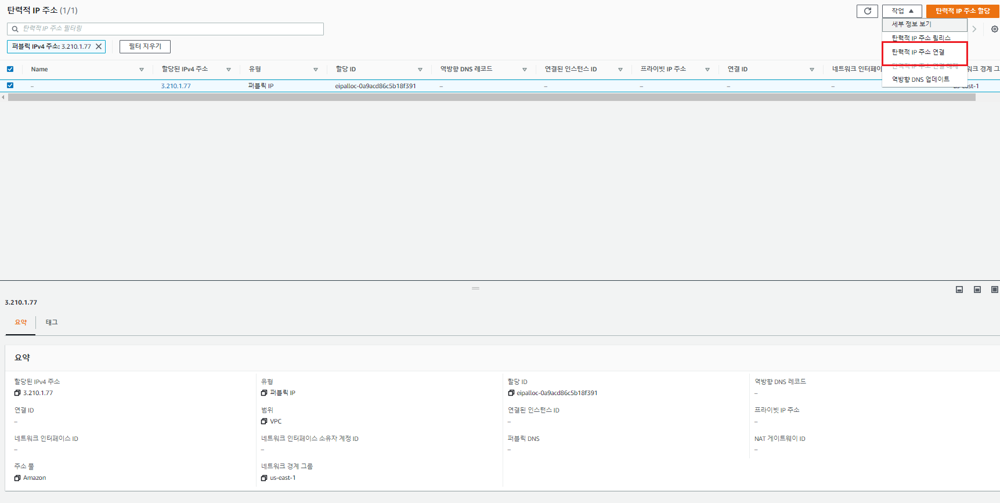 탄력적 IP 주소 (1/1)
작업
탄력적 IP 주소 할당
탄력적 IP 주소 필터링
세부 정보 보기
탄력적 IP 주소 릴리스
탄력적 IP 주소 연결
탄력적 IP 주소 연결 해제
역방향 DNS 업데이트
퍼블릭 IPv4 주소: 3.210.1.77
필터 지우기
Name 할당된 IPv4 주소 유형 할당 ID 역방향 DNS 레코드 연결된 인스턴스 ID 프라이빗 IP 주소 연결 ID 네트워크 인터페이 워크 경계 그
– 3.210.1.77 퍼블릭 IP eipalloc-0a9acd86c5b18f391 – – – – – us-east-1
3.210.1.77
요약 태그
요약
할당된 IPv4 주소 유형 할당 ID 역방향 DNS 레코드
3.210.1.77 퍼블릭 IP eipalloc-0a9acd86c5b18f391 –
연결 ID 범위 연결된 인스턴스 ID 프라이빗 IP 주소
– VPC – –
네트워크 인터페이스 ID 네트워크 인터페이스 소유자 계정 ID 퍼블릭 DNS NAT 게이트웨이 ID
– – – –
주소 풀 네트워크 경계 그룹
Amazon us-east-1